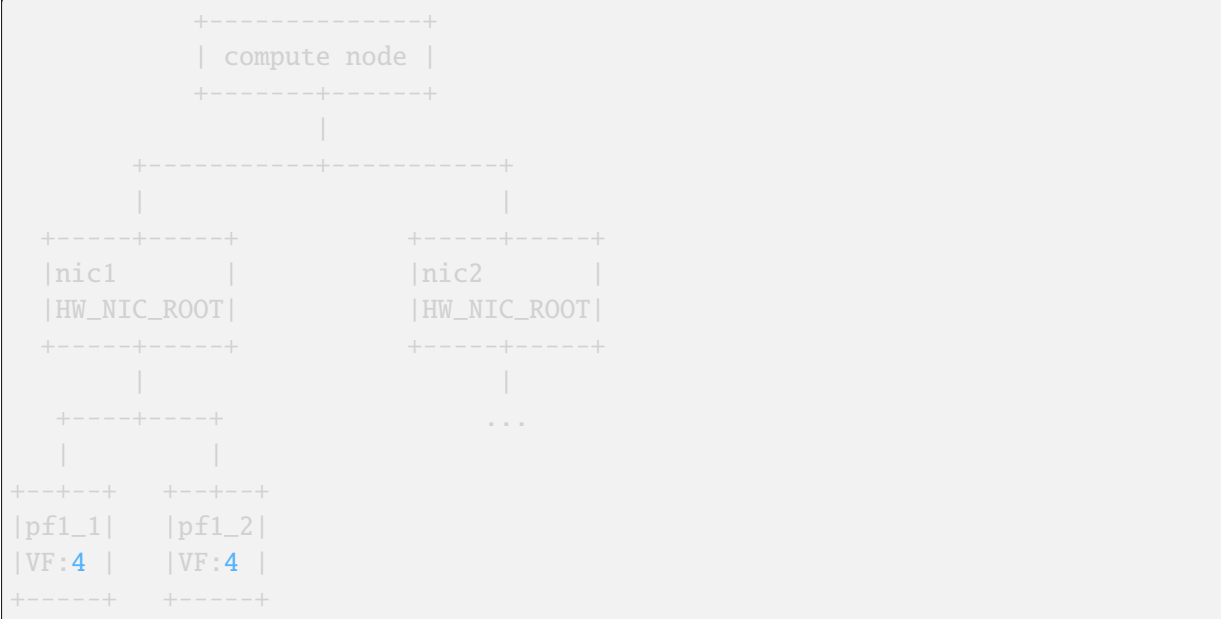 +--------------+
            | compute node |
            +-------+------+
                    |
        +-----------+-----------+
        |                       |
  +-----+-----+           +-----+-----+
  |nic1       |           |nic2       |
  |HW_NIC_ROOT|           |HW_NIC_ROOT|
  +-----+-----+           +-----+-----+
        |                       |
   +----+----+                 ...
   |         |
+--+--+   +--+--+
|pf1_1|   |pf1_2|
|VF:4 |   |VF:4 |
+------+   +------+